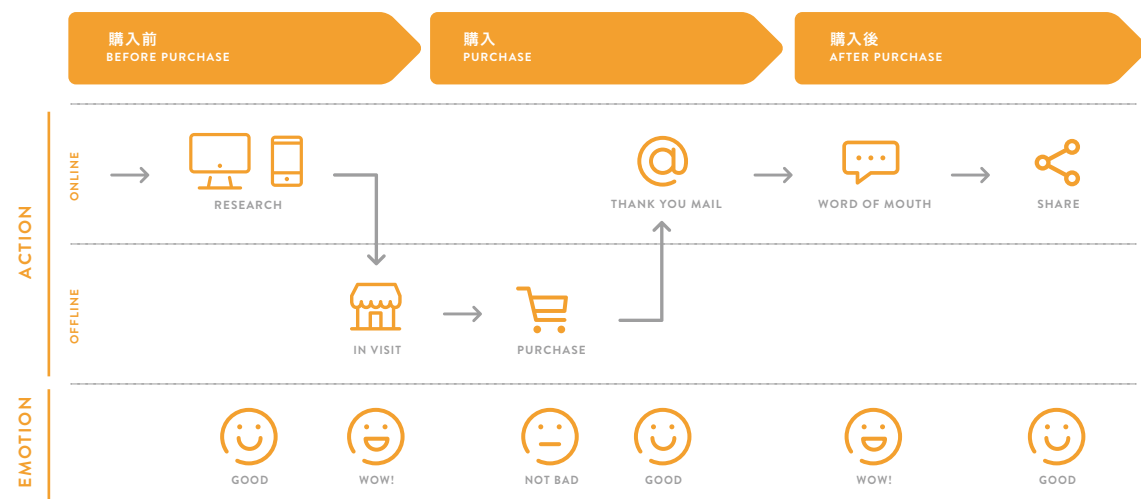 購入前
BEFORE PURCHASE
購入
PURCHASE
購入後
AFTER PURCHASE
ACTION
ONLINE
RESEARCH
THANK YOU MAIL
WORD OF MOUTH
SHARE
OFFLINE
IN VISIT
PURCHASE
EMOTION
GOOD
WOW!
NOT BAD
GOOD
WOW!
GOOD